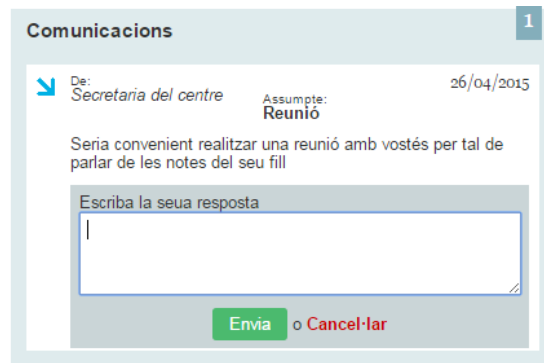 Comunicacions
1
De:
Secretaria del centre
Assumpte:
Reunió
26/04/2015
Seria convenient realitzar una reunió amb vostés per tal de
parlar de les notes del seu fill
Escriba la seua resposta
Envia o Cancel·lar